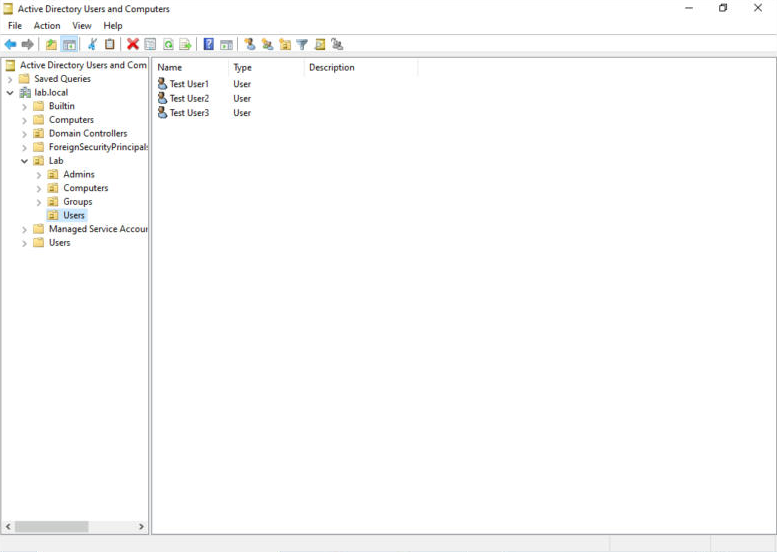 Active Directory Users and Computers
File Action View Help
Active Directory Users and Com
Saved Queries
lab.local
Builtin
Computers
Domain Controllers
ForeignSecurityPrincipals
Lab
Admins
Computers
Groups
Users
Managed Service Accour
Users
Name Type Description
Test User1 User
Test User2 User
Test User3 User